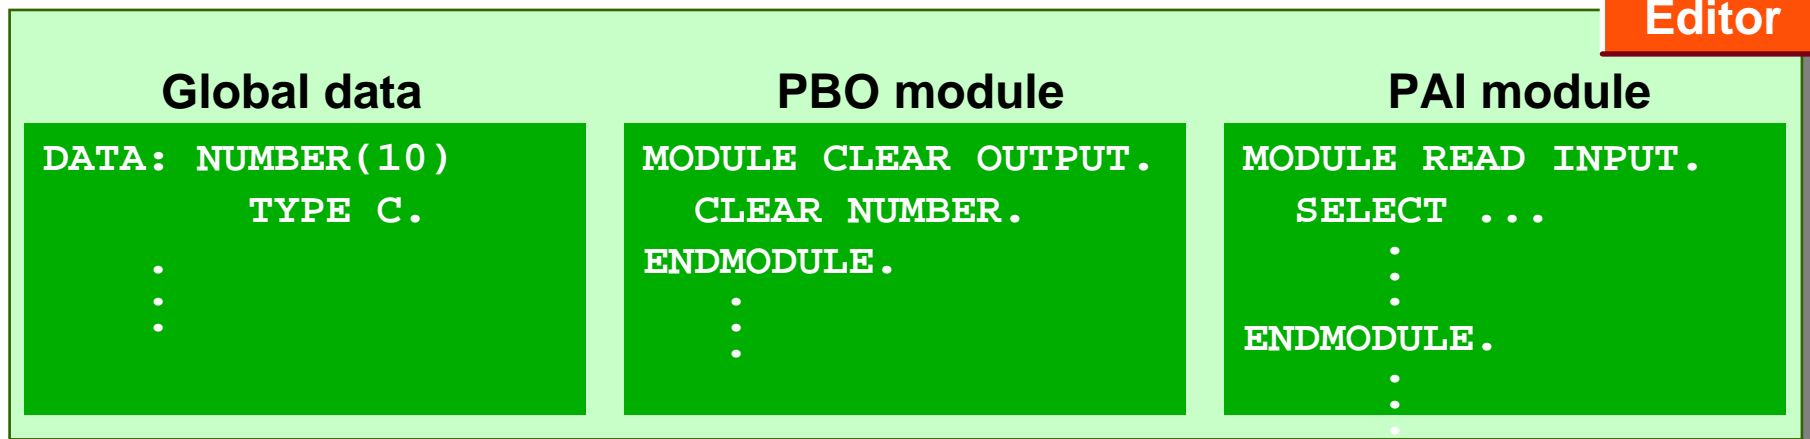 Editor
Global data
DATA: NUMBER(10)
TYPE C.
.
.
.
PBO module
MODULE CLEAR OUTPUT.
CLEAR NUMBER.
ENDMODULE.
.
.
.
PAI module
MODULE READ INPUT.
SELECT ...
.
.
.
ENDMODULE.
.
.
.